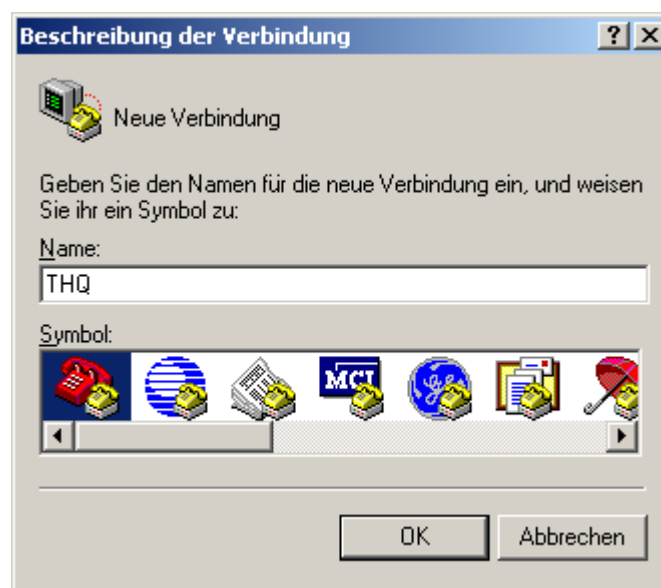 Beschreibung der Verbindung
Neue Verbindung
Geben Sie den Namen für die neue Verbindung ein, und weisen
Sie ihr ein Symbol zu:
Name:
THQ
Symbol:
MCI
OK
Abbrechen